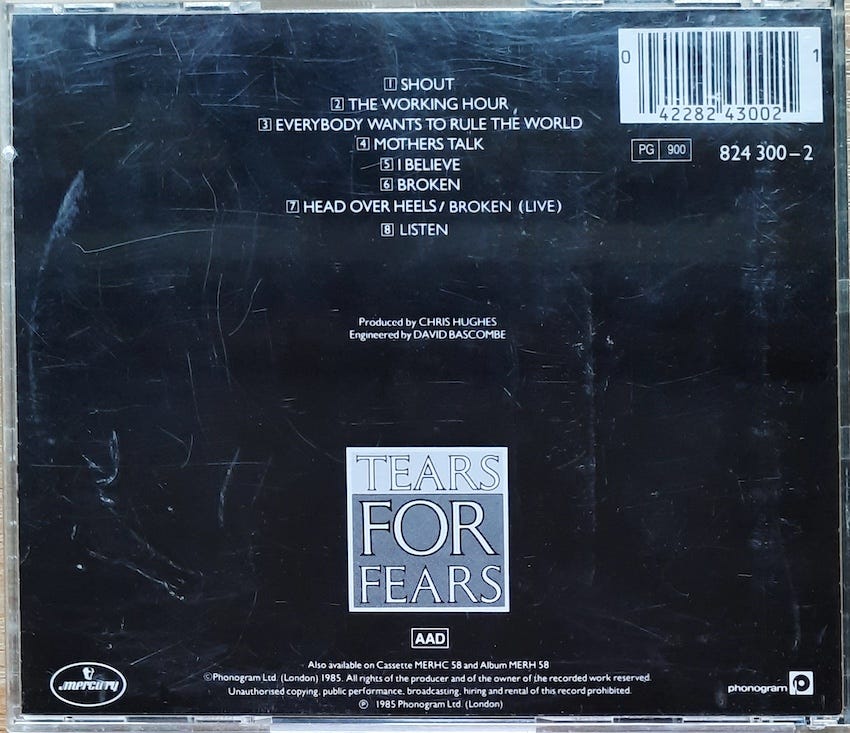 1 SHOUT
2 THE WORKING HOUR
3 EVERYBODY WANTS TO RULE THE WORLD
4 MOTHERS TALK
5 I BELIEVE
6 BROKEN
7 HEAD OVER HEELS / BROKEN (LIVE)
8 LISTEN
0 42282 43002 1
PG 900 824 300–2
Produced by CHRIS HUGHES
Engineered by DAVID BASCOMBE
TEARS
FOR
FEARS
AAD
Also available on Cassette MERHC 58 and Album MERH 58
©Phonogram Ltd. (London) 1985. All rights of the producer and of the owner of the recorded work reserved.
Unauthorised copying, public performance, broadcasting, hiring and rental of this record prohibited.
℗ 1985 Phonogram Ltd. (London)
mercury
phonogram